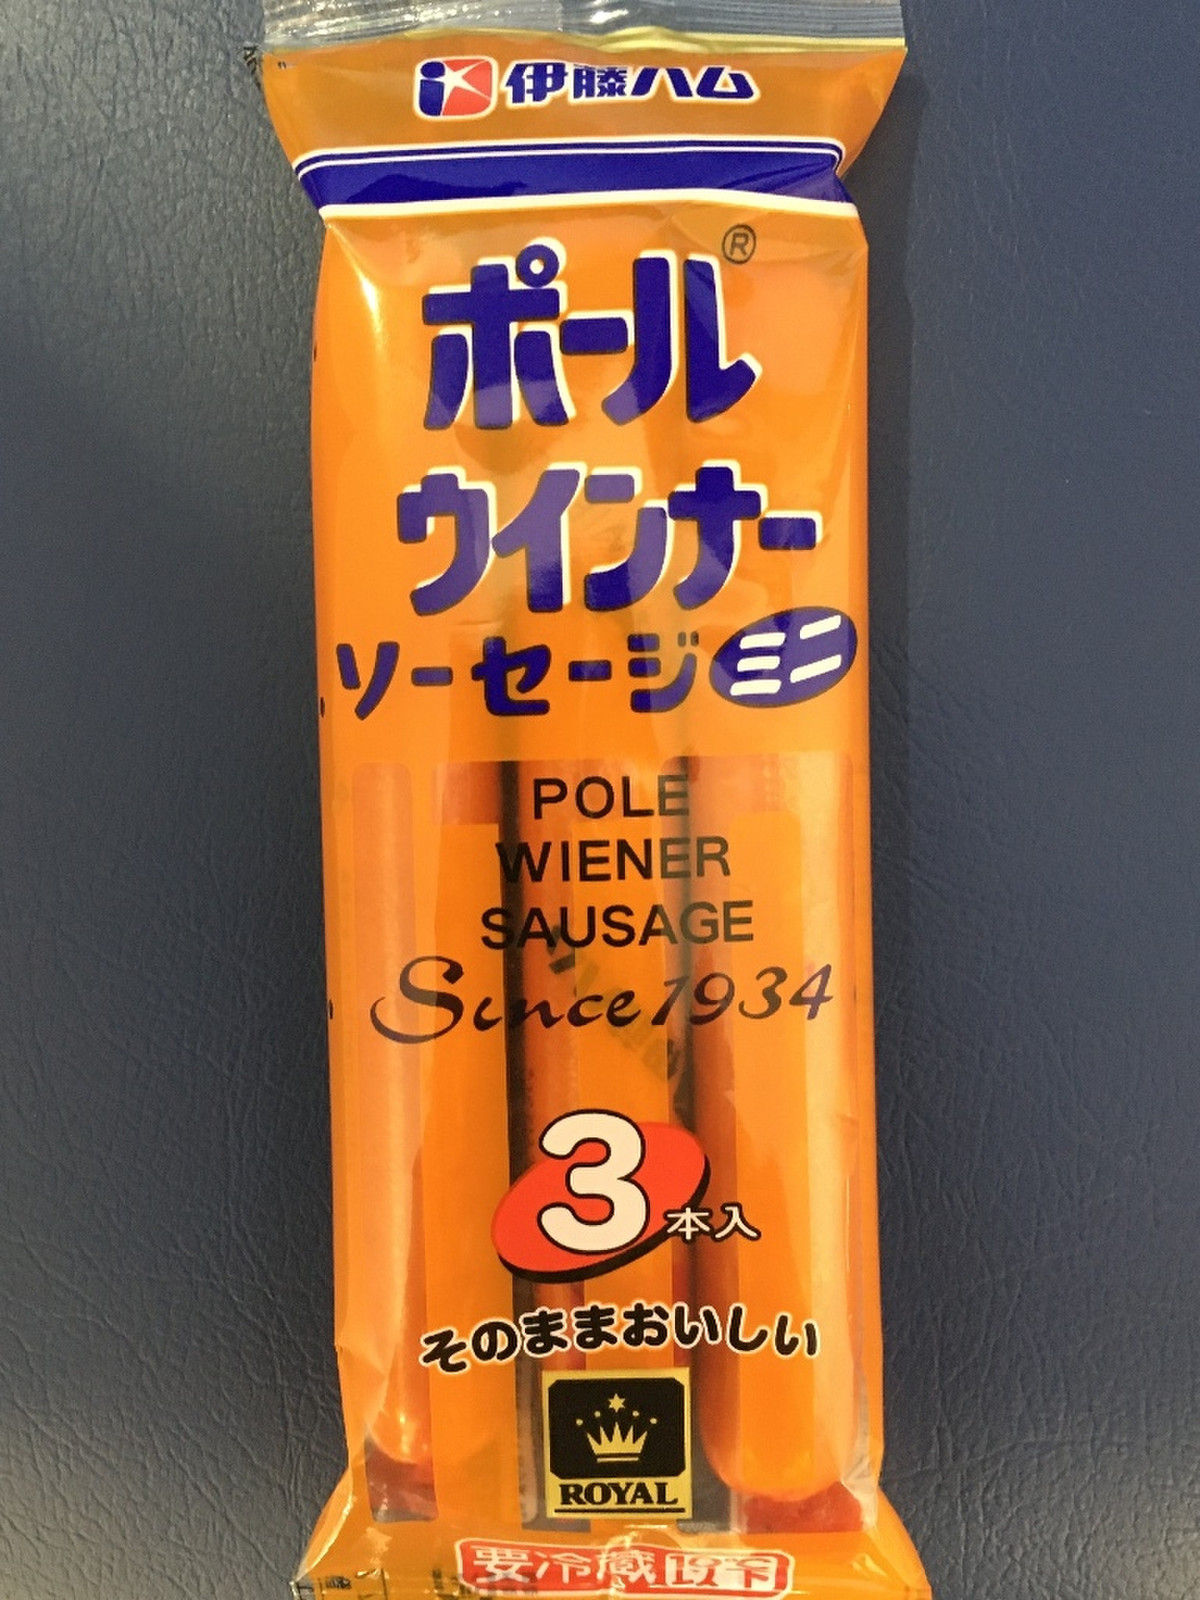 伊藤ハム
ポール®
ウインナー
ソーセージ ミニ
POLE
WIENER
SAUSAGE
Since 1934
3本入
そのままおいしい
ROYAL
要冷蔵